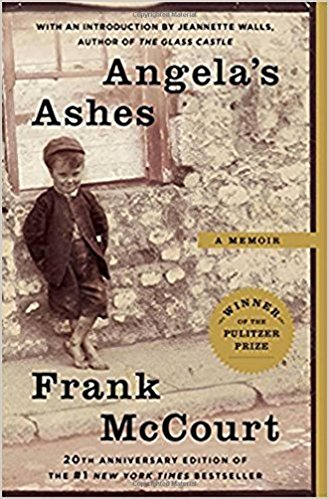 WITH AN INTRODUCTION BY JEANNETTE WALLS,
AUTHOR OF THE GLASS CASTLE
Angela's
Ashes
A MEMOIR
WINNER
OF THE
PULITZER
PRIZE
Frank
McCourt
20TH ANNIVERSARY EDITION OF
THE #1 NEW YORK TIMES BESTSELLER